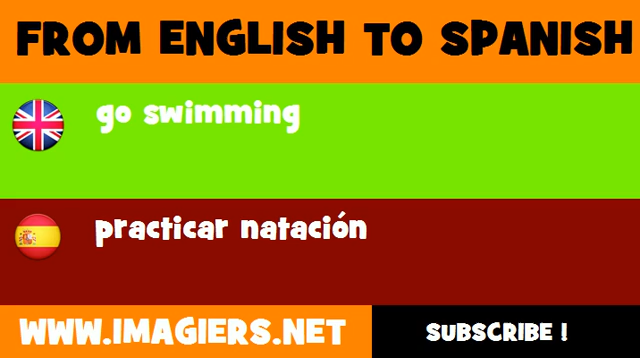 FROM ENGLISH TO SPANISH
go swimming
practicar natación
WWW.IMAGIERS.NET
SUBSCRIBE !